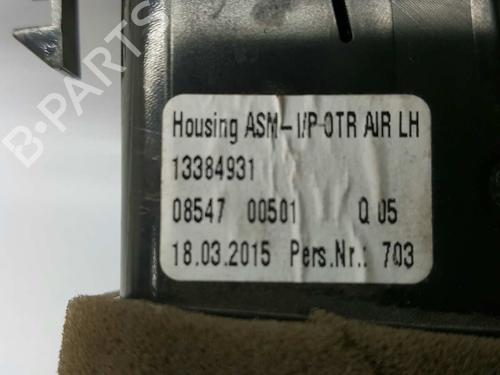 Housing ASM-I/P OTR AIR LH
13384931
08547 00501 Q 05
18.03.2015 Pers.Nr.: 703
B-PARTS